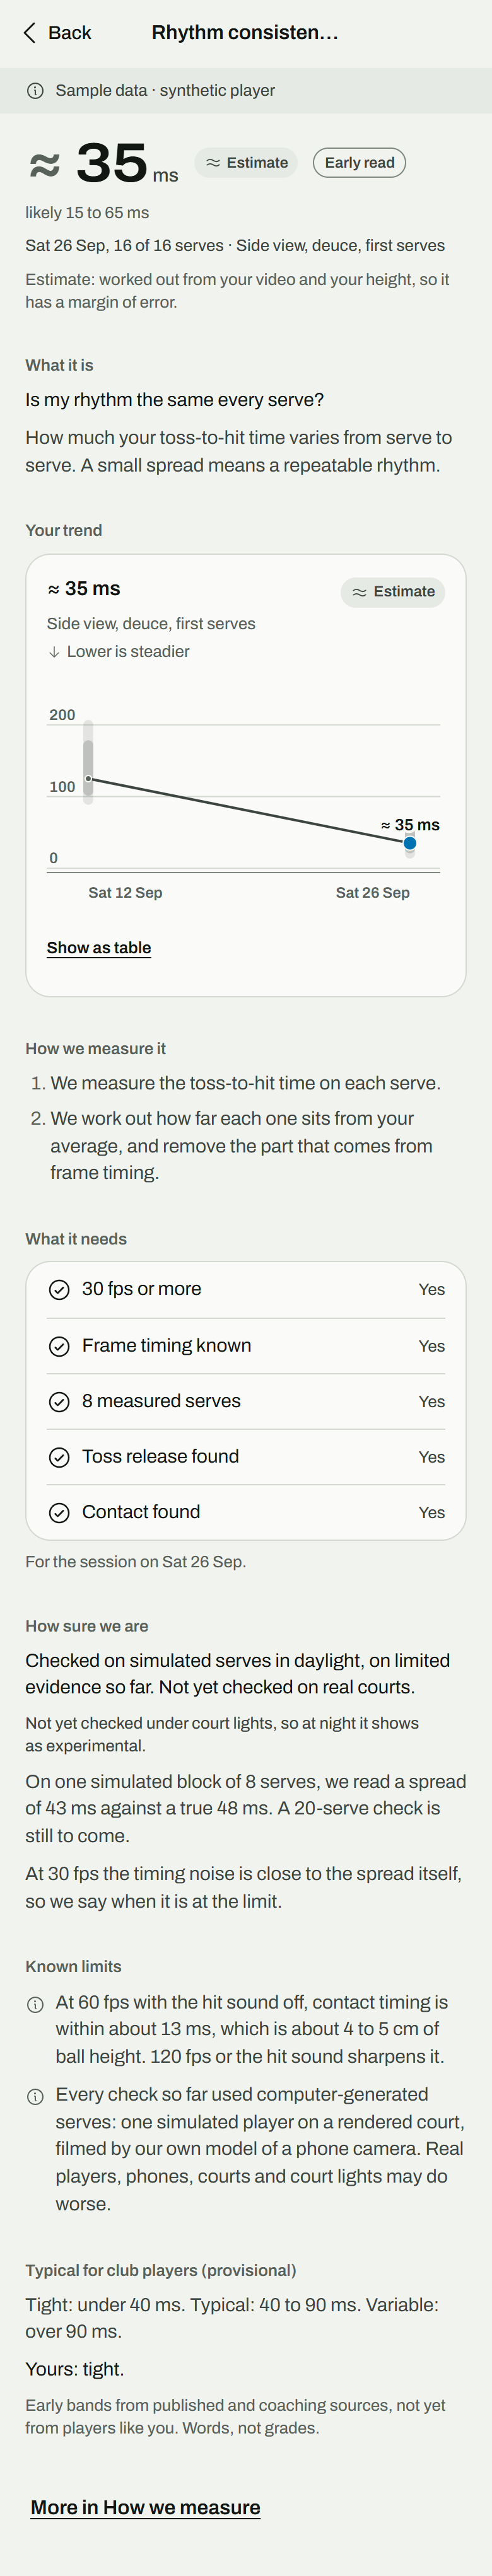 Back
Rhythm consisten…
Sample data · synthetic player
≈ 35 ms
≈ Estimate
Early read
likely 15 to 65 ms
Sat 26 Sep, 16 of 16 serves · Side view, deuce, first serves
Estimate: worked out from your video and your height, so it
has a margin of error.
What it is
Is my rhythm the same every serve?
How much your toss-to-hit time varies from serve to
serve. A small spread means a repeatable rhythm.
Your trend
≈ 35 ms
≈ Estimate
Side view, deuce, first serves
↓ Lower is steadier
200
100
≈ 35 ms
0
Sat 12 Sep
Sat 26 Sep
Show as table
How we measure it
1. We measure the toss-to-hit time on each serve.
2. We work out how far each one sits from your
average, and remove the part that comes from
frame timing.
What it needs
30 fps or more Yes
Frame timing known Yes
8 measured serves Yes
Toss release found Yes
Contact found Yes
For the session on Sat 26 Sep.
How sure we are
Checked on simulated serves in daylight, on limited
evidence so far. Not yet checked on real courts.
Not yet checked under court lights, so at night it shows
as experimental.
On one simulated block of 8 serves, we read a spread
of 43 ms against a true 48 ms. A 20-serve check is
still to come.
At 30 fps the timing noise is close to the spread itself,
so we say when it is at the limit.
Known limits
At 60 fps with the hit sound off, contact timing is
within about 13 ms, which is about 4 to 5 cm of
ball height. 120 fps or the hit sound sharpens it.
Every check so far used computer-generated
serves: one simulated player on a rendered court,
filmed by our own model of a phone camera. Real
players, phones, courts and court lights may do
worse.
Typical for club players (provisional)
Tight: under 40 ms. Typical: 40 to 90 ms. Variable:
over 90 ms.
Yours: tight.
Early bands from published and coaching sources, not yet
from players like you. Words, not grades.
More in How we measure